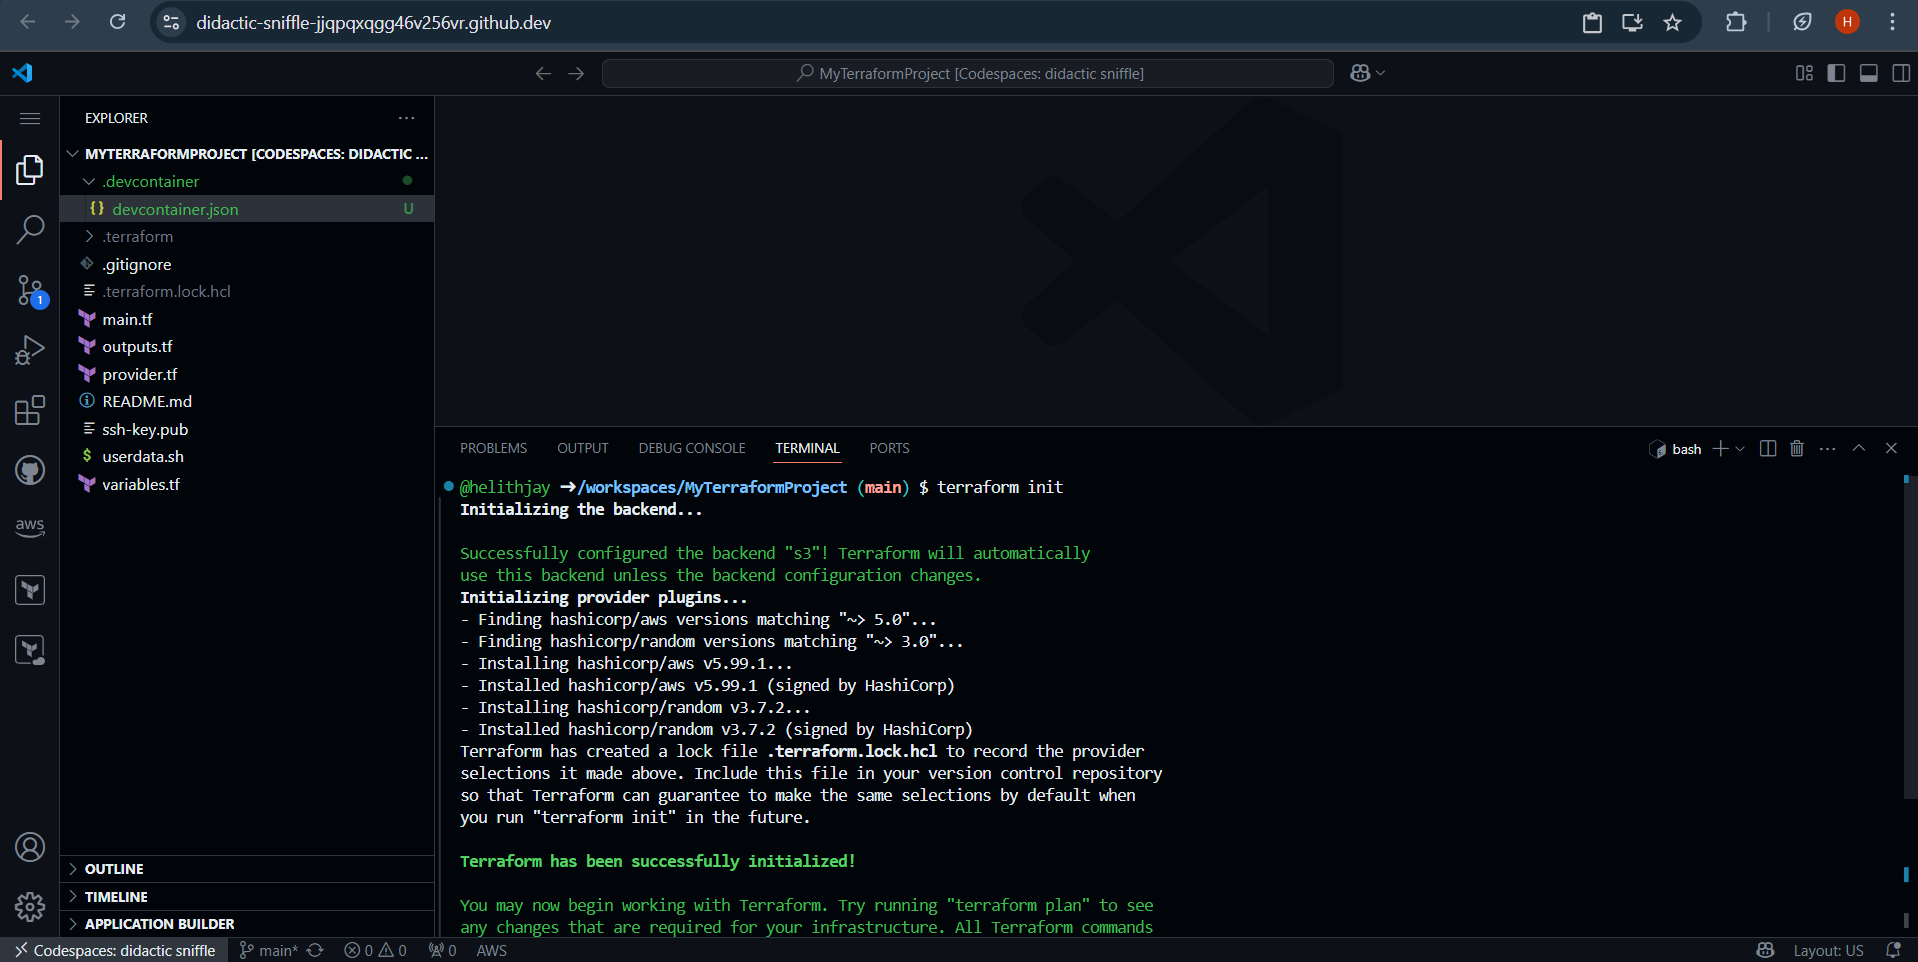 didactic-sniffle-jjqpqxqgg46v256vr.github.dev
H
MyTerraformProject [Codespaces: didactic sniffle]
EXPLORER
MYTERRAFORMPROJECT [CODESPACES: DIDACTIC ...
.devcontainer
{} devcontainer.json U
.terraform
.gitignore
.terraform.lock.hcl
1
main.tf
outputs.tf
provider.tf
README.md
ssh-key.pub
$ userdata.sh
variables.tf
aws
OUTLINE
TIMELINE
APPLICATION BUILDER
PROBLEMS OUTPUT DEBUG CONSOLE TERMINAL PORTS
bash
@helithjay ➜/workspaces/MyTerraformProject (main) $ terraform init
Initializing the backend...
Successfully configured the backend "s3"! Terraform will automatically
use this backend unless the backend configuration changes.
Initializing provider plugins...
- Finding hashicorp/aws versions matching "~> 5.0"...
- Finding hashicorp/random versions matching "~> 3.0"...
- Installing hashicorp/aws v5.99.1...
- Installed hashicorp/aws v5.99.1 (signed by HashiCorp)
- Installing hashicorp/random v3.7.2...
- Installed hashicorp/random v3.7.2 (signed by HashiCorp)
Terraform has created a lock file .terraform.lock.hcl to record the provider
selections it made above. Include this file in your version control repository
so that Terraform can guarantee to make the same selections by default when
you run "terraform init" in the future.
Terraform has been successfully initialized!
You may now begin working with Terraform. Try running "terraform plan" to see
any changes that are required for your infrastructure. All Terraform commands
Codespaces: didactic sniffle main* 0 0 0 AWS Layout: US